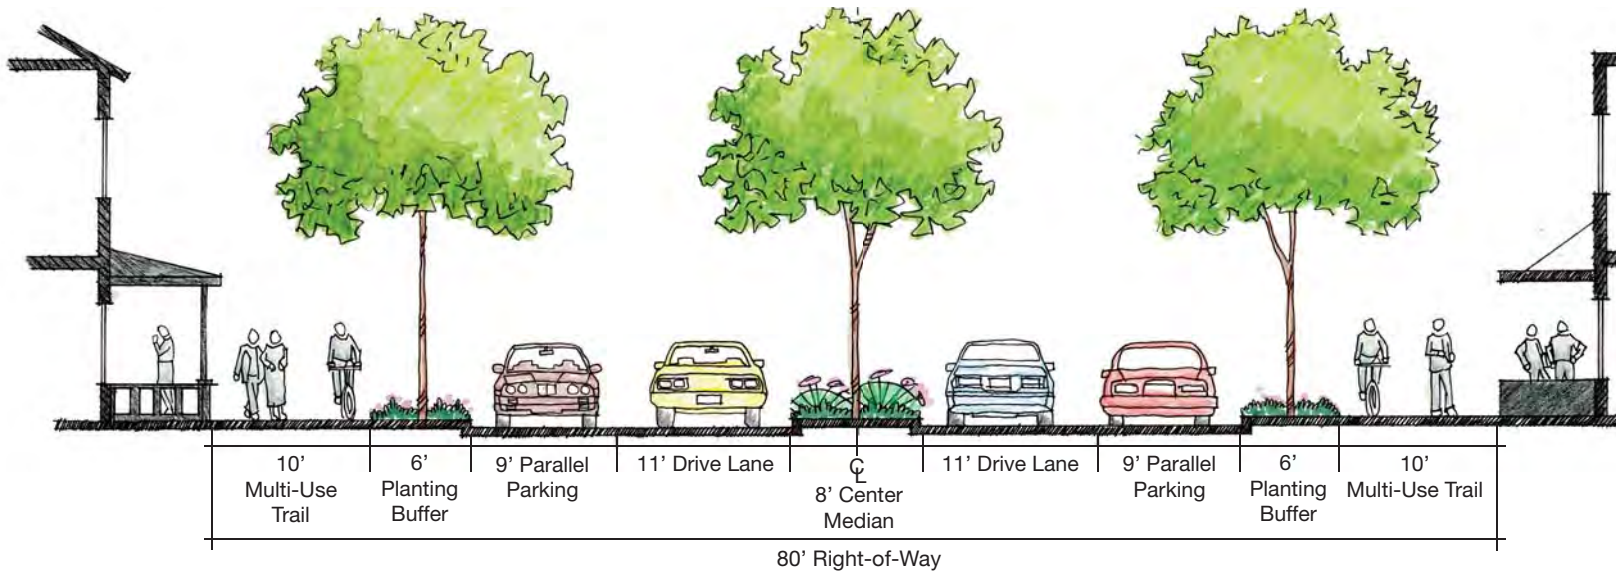 10’
Multi-Use
Trail
6’
Planting
Buffer
9’ Parallel
Parking
11’ Drive Lane
CL
8’ Center
Median
11’ Drive Lane
9’ Parallel
Parking
6’
Planting
Buffer
10’
Multi-Use Trail
80’ Right-of-Way